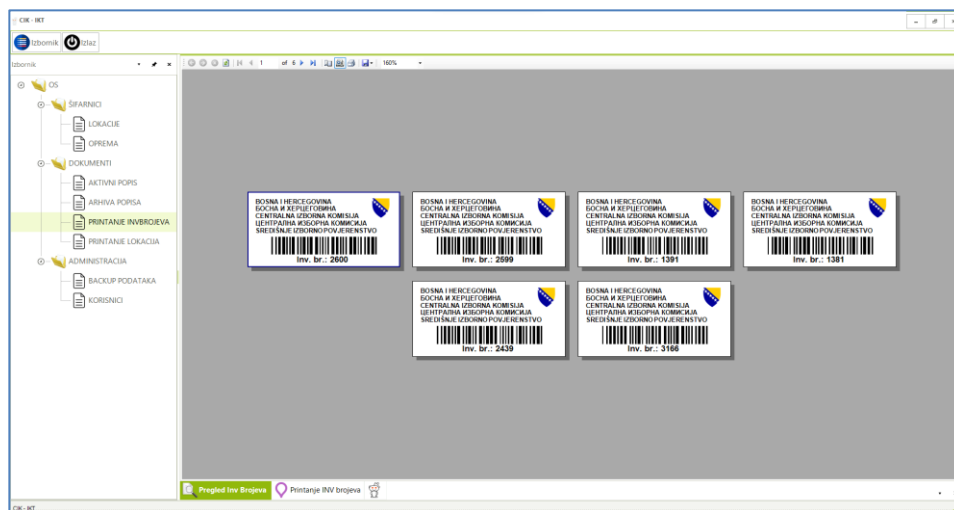 CIK - IKT
Izbornik
Izlaz
Izbornik
1 of 6
160%
OS
ŠIFARNICI
LOKACIJE
OPREMA
DOKUMENTI
AKTIVNI POPIS
ARHIVA POPISA
PRINTANJE INVBROJEVA
PRINTANJE LOKACIJA
ADMINISTRACIJA
BACKUP PODATAKA
KORISNICI
BOSNA I HERCEGOVINA
БОСНА И ХЕРЦЕГОВИНА
CENTRALNA IZBORNA KOMISIJA
ЦЕНТРАЛНА ИЗБОРНА КОМИСИЈА
SREDIŠNJE IZBORNO POVJERENSTVO
Inv. br.: 2600
BOSNA I HERCEGOVINA
БОСНА И ХЕРЦЕГОВИНА
CENTRALNA IZBORNA KOMISIJA
ЦЕНТРАЛНА ИЗБОРНА КОМИСИЈА
SREDIŠNJE IZBORNO POVJERENSTVO
Inv. br.: 2599
BOSNA I HERCEGOVINA
БОСНА И ХЕРЦЕГОВИНА
CENTRALNA IZBORNA KOMISIJA
ЦЕНТРАЛНА ИЗБОРНА КОМИСИЈА
SREDIŠNJE IZBORNO POVJERENSTVO
Inv. br.: 1391
BOSNA I HERCEGOVINA
БОСНА И ХЕРЦЕГОВИНА
CENTRALNA IZBORNA KOMISIJA
ЦЕНТРАЛНА ИЗБОРНА КОМИСИЈА
SREDIŠNJE IZBORNO POVJERENSTVO
Inv. br.: 1381
BOSNA I HERCEGOVINA
БОСНА И ХЕРЦЕГОВИНА
CENTRALNA IZBORNA KOMISIJA
ЦЕНТРАЛНА ИЗБОРНА КОМИСИЈА
SREDIŠNJE IZBORNO POVJERENSTVO
Inv. br.: 2439
BOSNA I HERCEGOVINA
БОСНА И ХЕРЦЕГОВИНА
CENTRALNA IZBORNA KOMISIJA
ЦЕНТРАЛНА ИЗБОРНА КОМИСИЈА
SREDIŠNJE IZBORNO POVJERENSTVO
Inv. br.: 3166
Pregled Inv Brojeva
Printanje INV brojeva
CIK - IKT